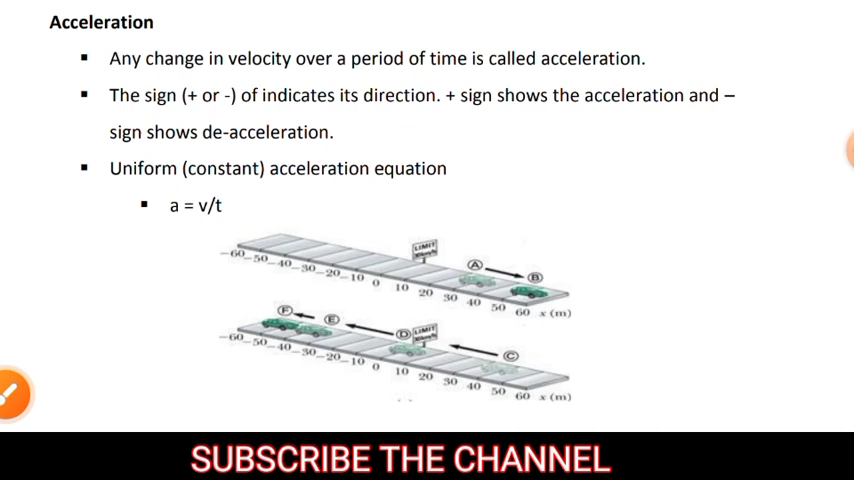 Acceleration
▪ Any change in velocity over a period of time is called acceleration.
▪ The sign (+ or -) of indicates its direction. + sign shows the acceleration and –
sign shows de-acceleration.
▪ Uniform (constant) acceleration equation
▪ a = v/t
LIMIT
A B
–60 –50 –40 –30 –20 –10 0 10 20 30 40 50 60 x (m)
F E D LIMIT C
–60 –50 –40 –30 –20 –10 0 10 20 30 40 50 60 x (m)
SUBSCRIBE THE CHANNEL